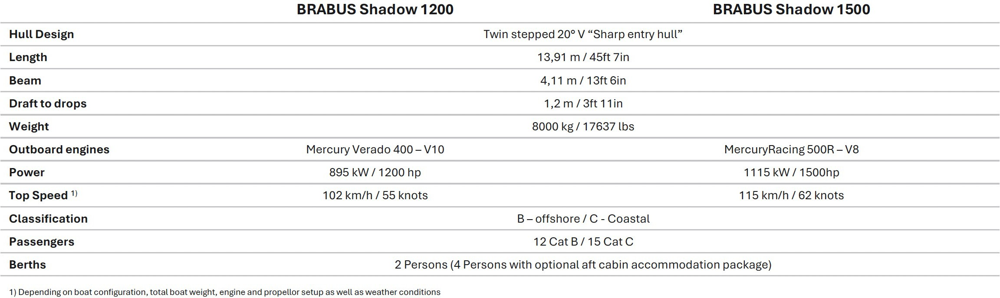 BRABUS Shadow 1200 BRABUS Shadow 1500
Hull Design Twin stepped 20° V “Sharp entry hull”
Length 13,91 m / 45ft 7in
Beam 4,11 m / 13ft 6in
Draft to drops 1,2 m / 3ft 11in
Weight 8000 kg / 17637 lbs
Outboard engines Mercury Verado 400 – V10 MercuryRacing 500R – V8
Power 895 kW / 1200 hp 1115 kW / 1500hp
Top Speed 1) 102 km/h / 55 knots 115 km/h / 62 knots
Classification B – offshore / C - Coastal
Passengers 12 Cat B / 15 Cat C
Berths 2 Persons (4 Persons with optional aft cabin accommodation package)
1) Depending on boat configuration, total boat weight, engine and propellor setup as well as weather conditions